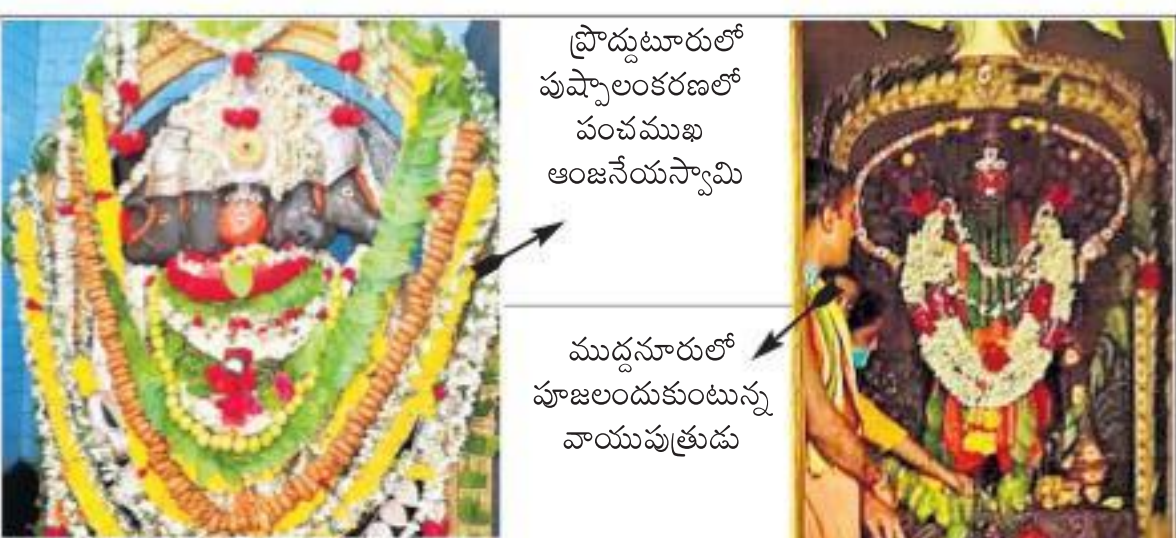 ప్రొద్దుటూరులో
పుష్పాలంకరణలో
పంచముఖ
ఆంజనేయస్వామి
ముద్దనూరులో
పూజలందుకుంటున్న
వాయుపుత్రుడు